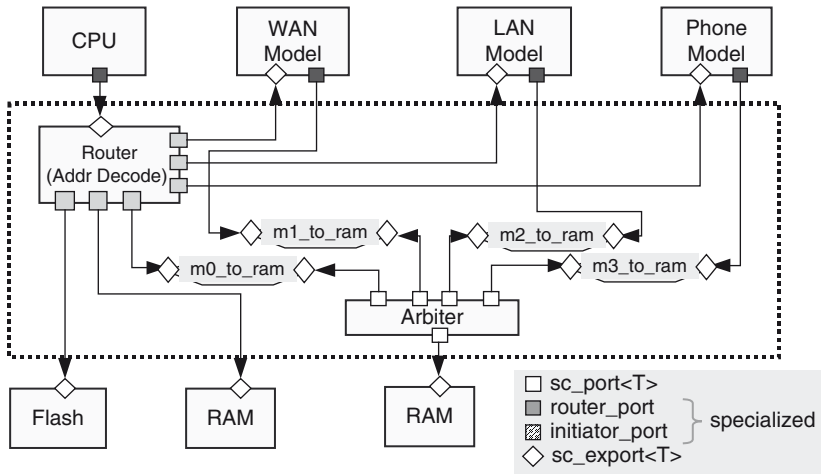 CPU
WAN
Model
LAN
Model
Phone
Model
Router
(Addr Decode)
m1_to_ram
m2_to_ram
m0_to_ram
m3_to_ram
Arbiter
Flash
RAM
RAM
sc_port<T>
router_port
initiator_port
specialized
sc_export<T>